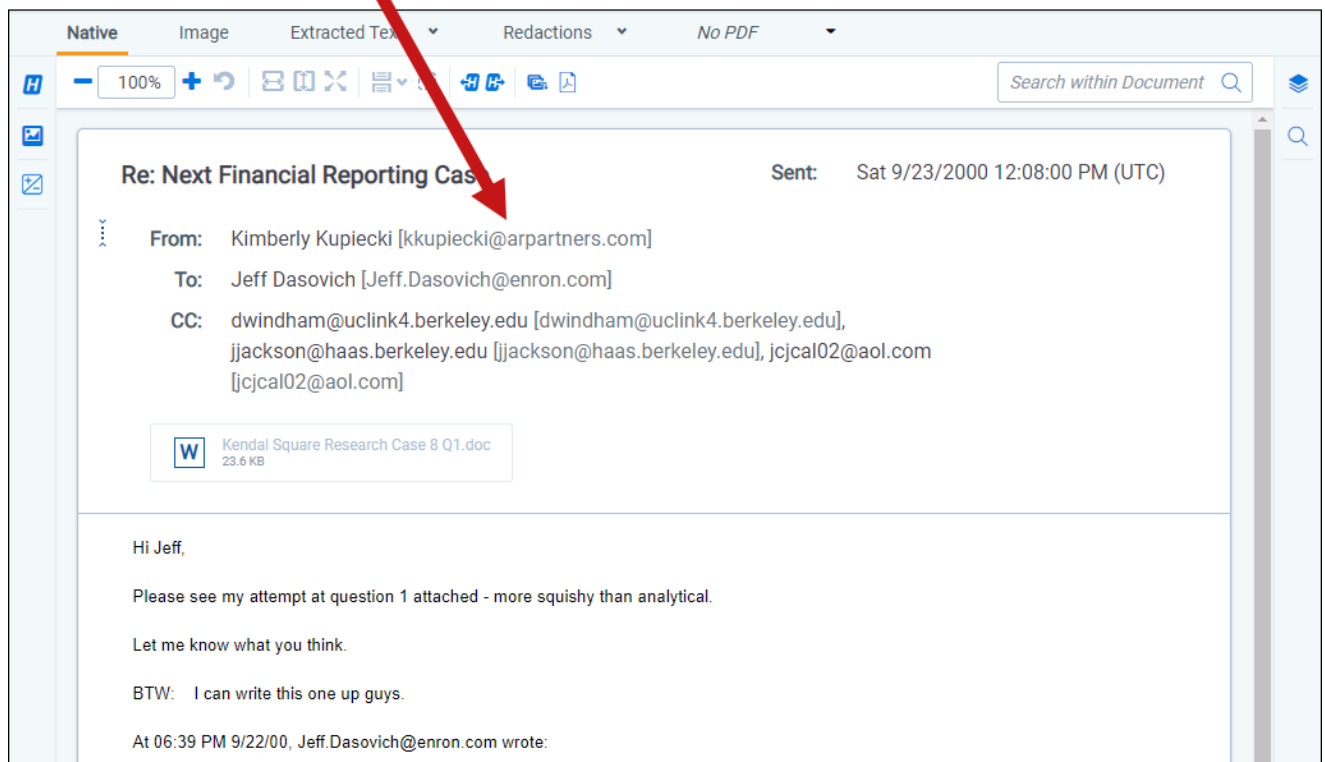 Native Image Extracted Tex Redactions No PDF
100% Search within Document
Re: Next Financial Reporting Case Sent: Sat 9/23/2000 12:08:00 PM (UTC)
From: Kimberly Kupiecki [kkupiecki@arpartners.com]
To: Jeff Dasovich [Jeff.Dasovich@enron.com]
CC: dwindham@uclink4.berkeley.edu [dwindham@uclink4.berkeley.edu],
jjackson@haas.berkeley.edu [jjackson@haas.berkeley.edu], jcjcal02@aol.com
[jcjcal02@aol.com]
W Kendal Square Research Case 8 Q1.doc
23.6 KB
Hi Jeff,
Please see my attempt at question 1 attached - more squishy than analytical.
Let me know what you think.
BTW: I can write this one up guys.
At 06:39 PM 9/22/00, Jeff.Dasovich@enron.com wrote: